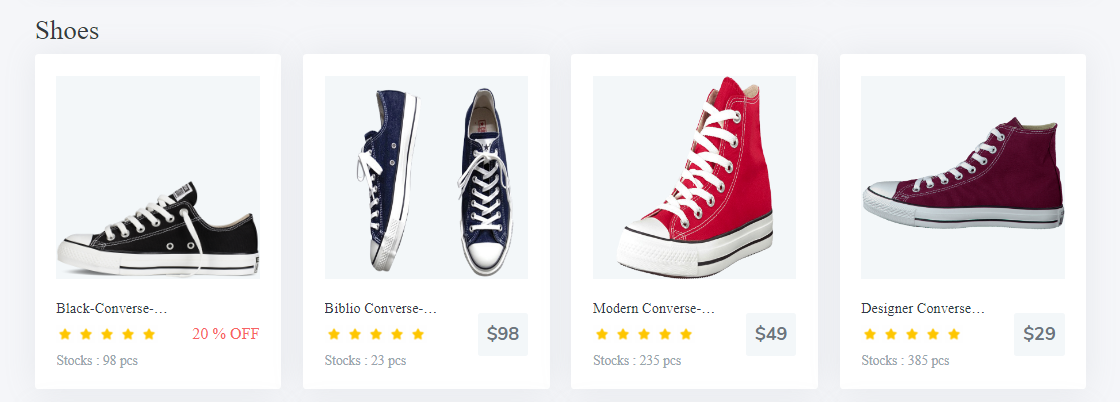 Shoes
Black-Converse-…
20 % OFF
Stocks : 98 pcs
Biblio Converse-…
$98
Stocks : 23 pcs
Modern Converse-…
$49
Stocks : 235 pcs
Designer Converse…
$29
Stocks : 385 pcs